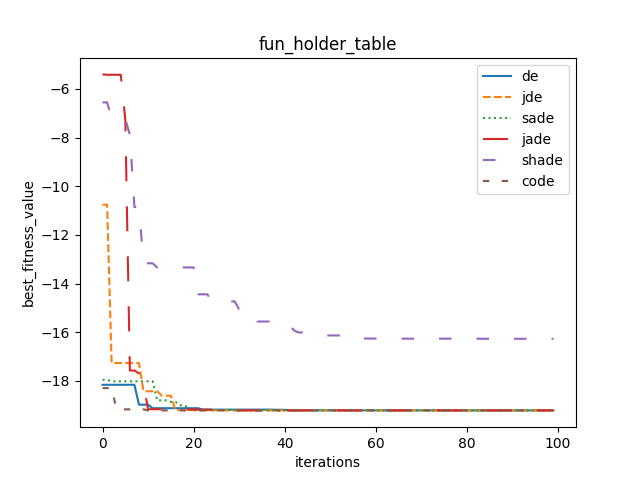 fun_holder_table
best_fitness_value
−6
−8
−10
−12
−14
−16
−18
0
20
40
60
80
100
iterations
de
jde
sade
jade
shade
code